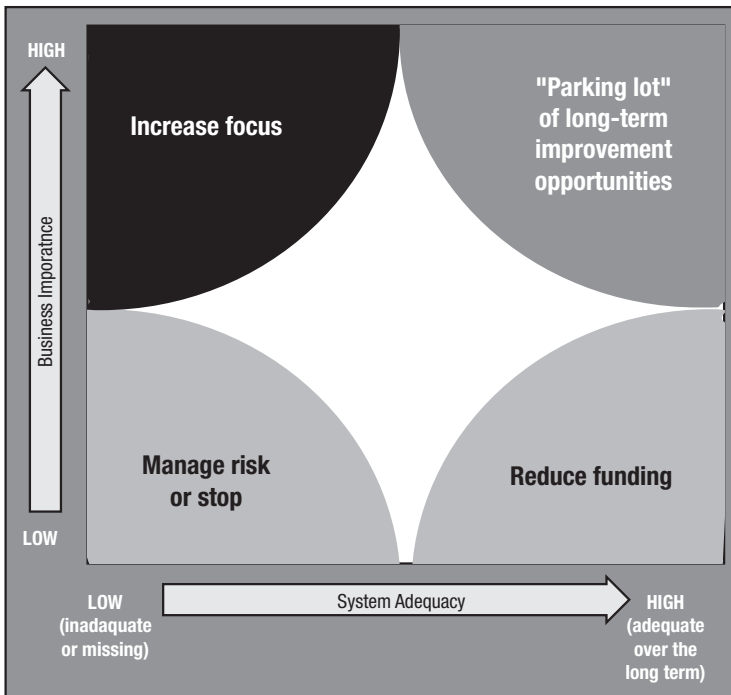 HIGH
Increase focus
"Parking lot"
of long-term
improvement
opportunities
Business Imporatnce
Manage risk
or stop
Reduce funding
LOW
LOW
(inadaquate
or missing)
System Adequacy
HIGH
(adequate
over the
long term)